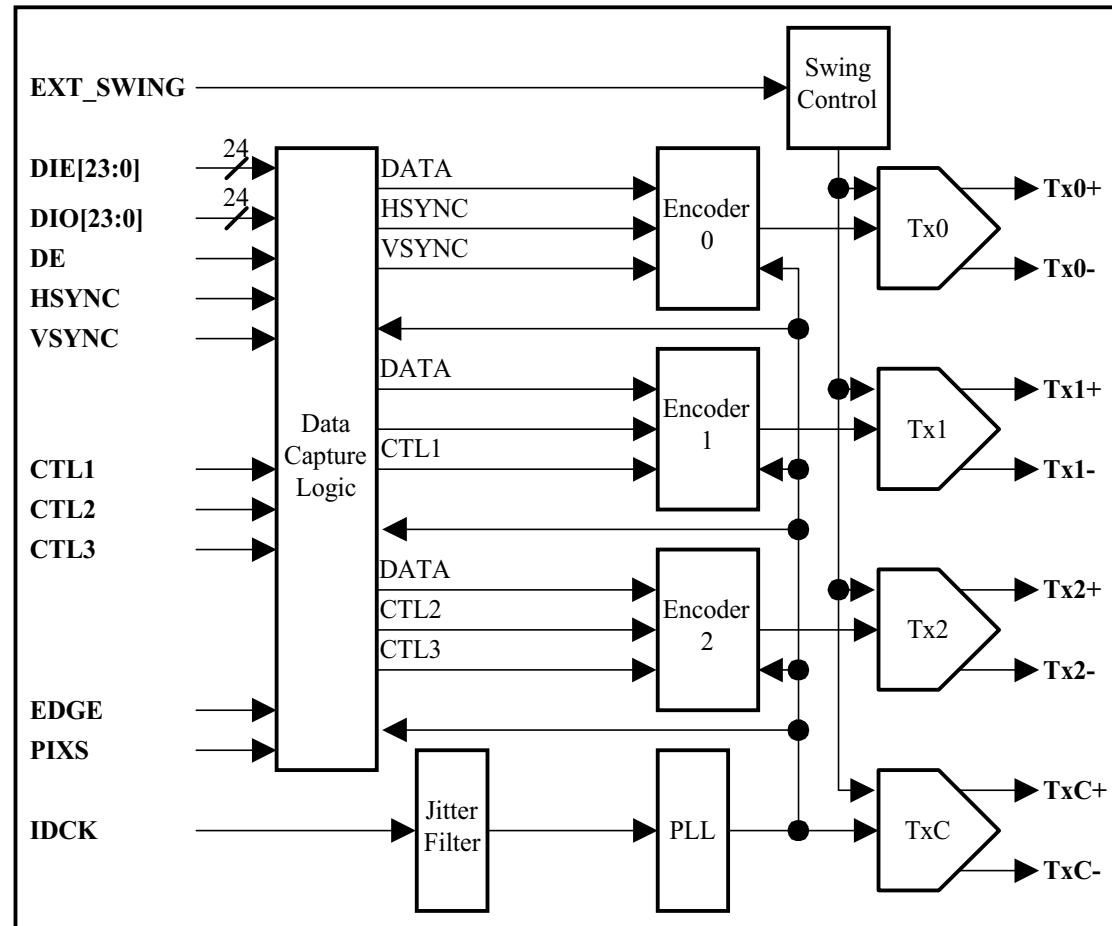 EXT_SWING
Swing
Control
DIE[23:0]
24
DIO[23:0]
24
DE
HSYNC
VSYNC
CTL1
CTL2
CTL3
EDGE
PIXS
IDCK
Data
Capture
Logic
DATA
HSYNC
VSYNC
Encoder
0
Tx0
Tx0+
Tx0-
DATA
CTL1
Encoder
1
Tx1
Tx1+
Tx1-
DATA
CTL2
CTL3
Encoder
2
Tx2
Tx2+
Tx2-
Jitter
Filter
PLL
TxC
TxC+
TxC-